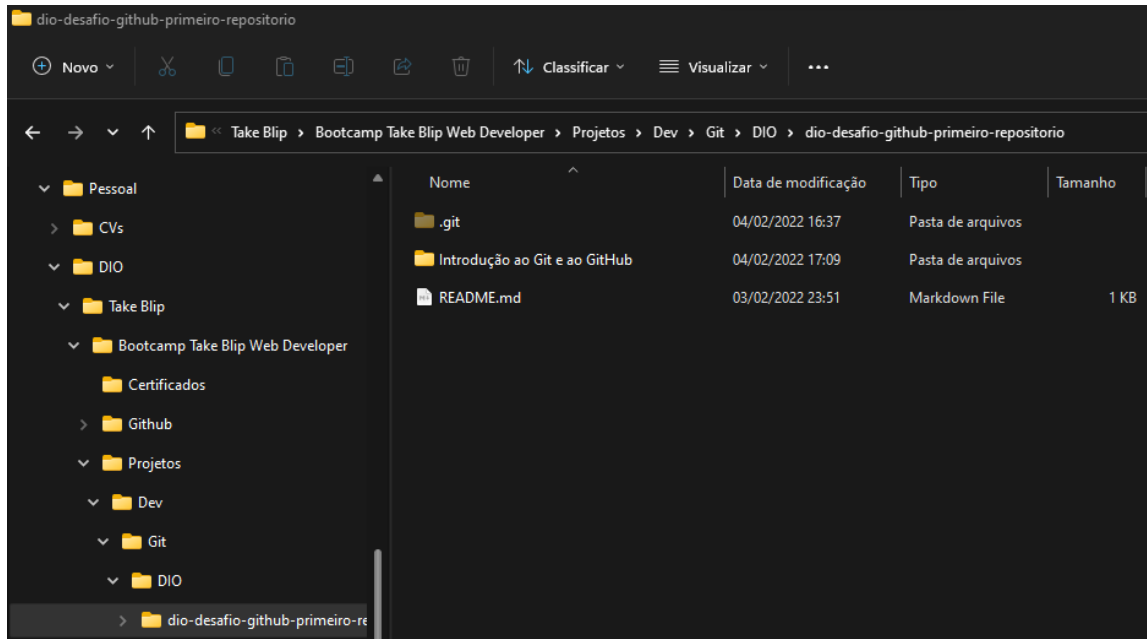 dio-desafio-github-primeiro-repositorio
Novo
Classificar
Visualizar
Take Blip > Bootcamp Take Blip Web Developer > Projetos > Dev > Git > DIO > dio-desafio-github-primeiro-repositorio
Pessoal
CVs
DIO
Take Blip
Bootcamp Take Blip Web Developer
Certificados
Github
Projetos
Dev
Git
DIO
dio-desafio-github-primeiro-re
Nome Data de modificação Tipo Tamanho
.git 04/02/2022 16:37 Pasta de arquivos
Introdução ao Git e ao GitHub 04/02/2022 17:09 Pasta de arquivos
README.md 03/02/2022 23:51 Markdown File 1 KB